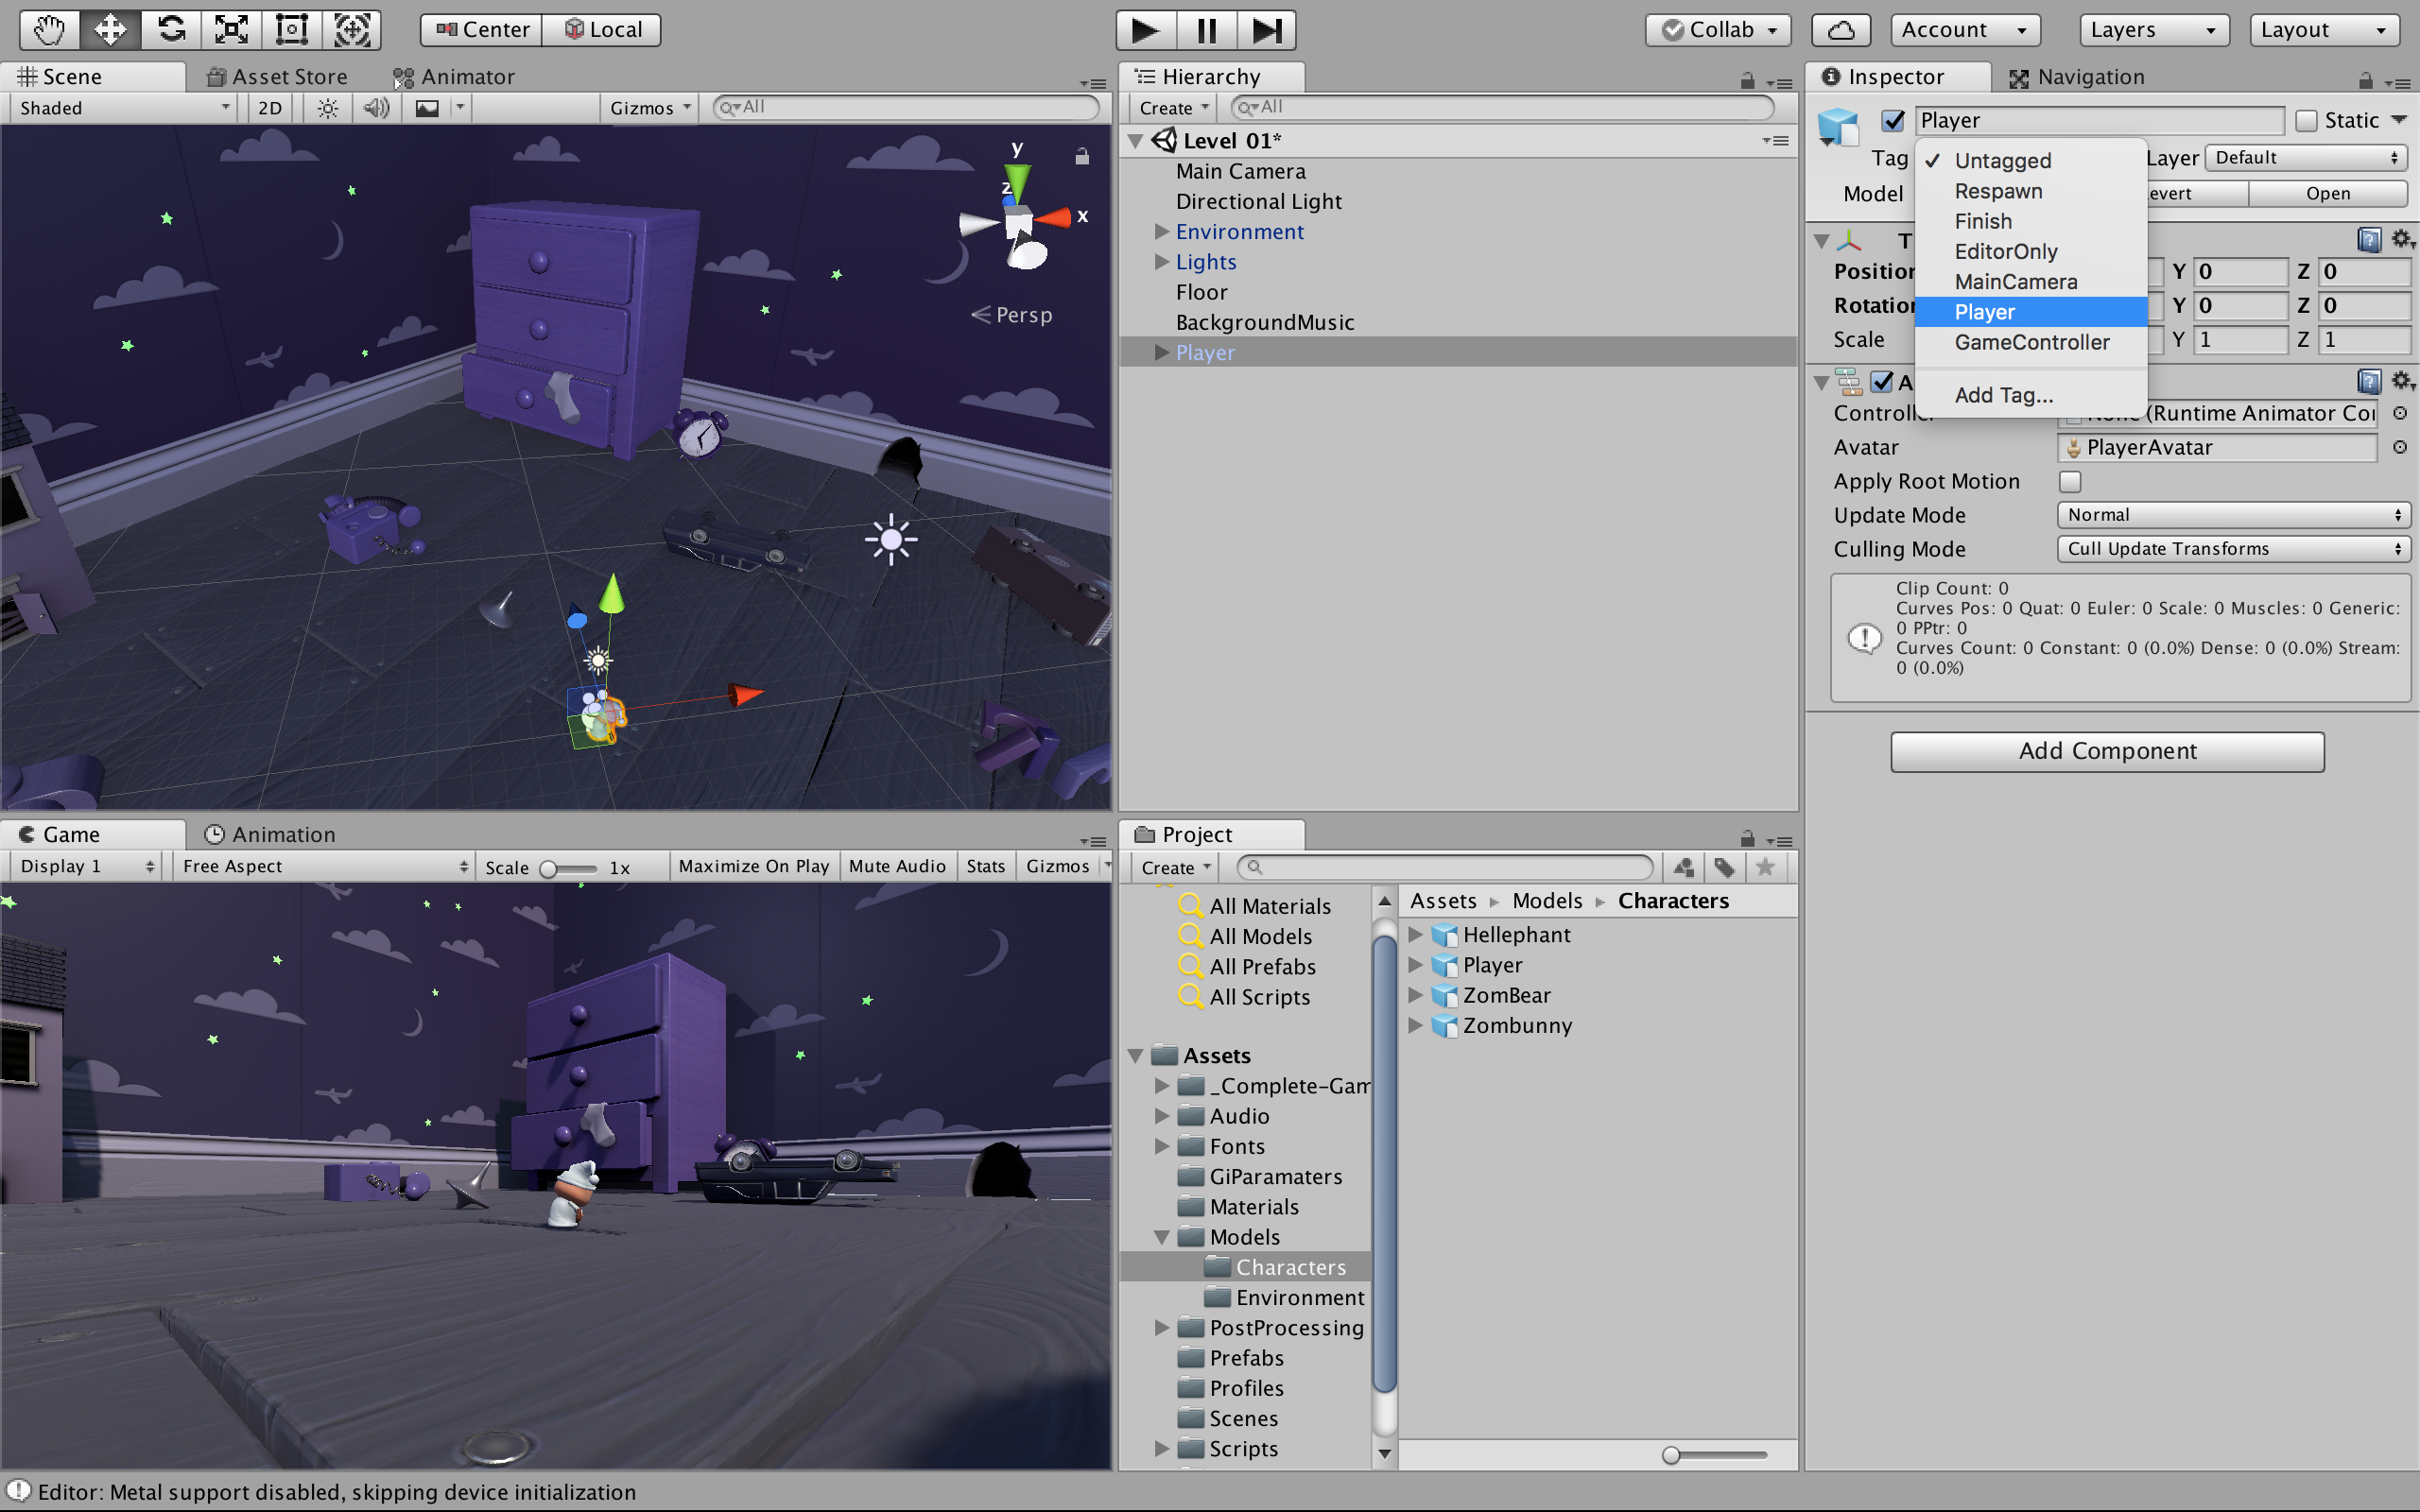 Center Local Collab Account Layers Layout
Scene Asset Store Animator
Shaded 2D Gizmos All
y
z
x
Persp
Hierarchy
Create All
Level 01*
Main Camera
Directional Light
Environment
Lights
Floor
BackgroundMusic
Player
Inspector Navigation
Player Static
Tag Layer Default
Model evert Open
Untagged
Respawn
Finish
EditorOnly
MainCamera
Player
GameController
Add Tag...
T
Position Y 0 Z 0
Rotation Y 0 Z 0
Scale Y 1 Z 1
A
Controller None (Runtime Animator Cor
Avatar PlayerAvatar
Apply Root Motion
Update Mode Normal
Culling Mode Cull Update Transforms
Clip Count: 0
Curves Pos: 0 Quat: 0 Euler: 0 Scale: 0 Muscles: 0 Generic:
0 PPtr: 0
Curves Count: 0 Constant: 0 (0.0%) Dense: 0 (0.0%) Stream:
0 (0.0%)
Add Component
Game Animation
Display 1 Free Aspect Scale 1x Maximize On Play Mute Audio Stats Gizmos
Project
Create
All Materials
All Models
All Prefabs
All Scripts
Assets
_Complete-Gam
Audio
Fonts
GiParamaters
Materials
Models
Characters
Environment
PostProcessing
Prefabs
Profiles
Scenes
Scripts
Assets Models Characters
Hellephant
Player
ZomBear
Zombunny
Editor: Metal support disabled, skipping device initialization